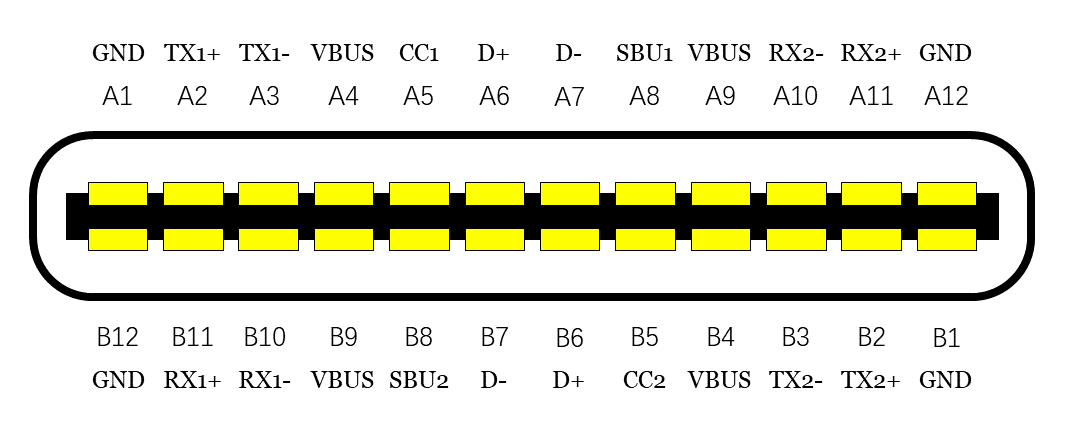 GND TX1+ TX1- VBUS CC1 D+ D- SBU1 VBUS RX2- RX2+ GND
A1 A2 A3 A4 A5 A6 A7 A8 A9 A10 A11 A12
B12 B11 B10 B9 B8 B7 B6 B5 B4 B3 B2 B1
GND RX1+ RX1- VBUS SBU2 D- D+ CC2 VBUS TX2- TX2+ GND